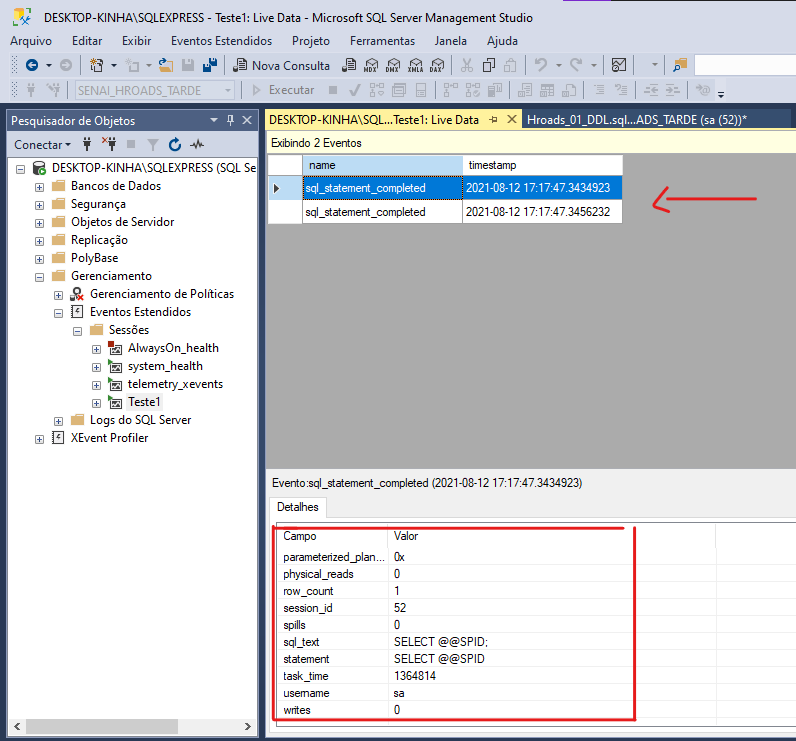 DESKTOP-KINHA\SQLEXPRESS - Teste1: Live Data - Microsoft SQL Server Management Studio
Arquivo Editar Exibir Eventos Estendidos Projeto Ferramentas Janela Ajuda
Nova Consulta MDX DMX XMLA DAX
SENAI_HROADS_TARDE Executar
Pesquisador de Objetos
DESKTOP-KINHA\SQL...Teste1: Live Data Hroads_01_DDL.sql...ADS_TARDE (sa (52))*
Conectar
Exibindo 2 Eventos
DESKTOP-KINHA\SQLEXPRESS (SQL Se
Bancos de Dados
Segurança
Objetos de Servidor
Replicação
PolyBase
Gerenciamento
Gerenciamento de Políticas
Eventos Estendidos
Sessões
AlwaysOn_health
system_health
telemetry_xevents
Teste1
Logs do SQL Server
XEvent Profiler
name timestamp
sql_statement_completed 2021-08-12 17:17:47.3434923
sql_statement_completed 2021-08-12 17:17:47.3456232
Evento:sql_statement_completed (2021-08-12 17:17:47.3434923)
Detalhes
Campo Valor
parameterized_plan... 0x
physical_reads 0
row_count 1
session_id 52
spills 0
sql_text SELECT @@SPID;
statement SELECT @@SPID
task_time 1364814
username sa
writes 0